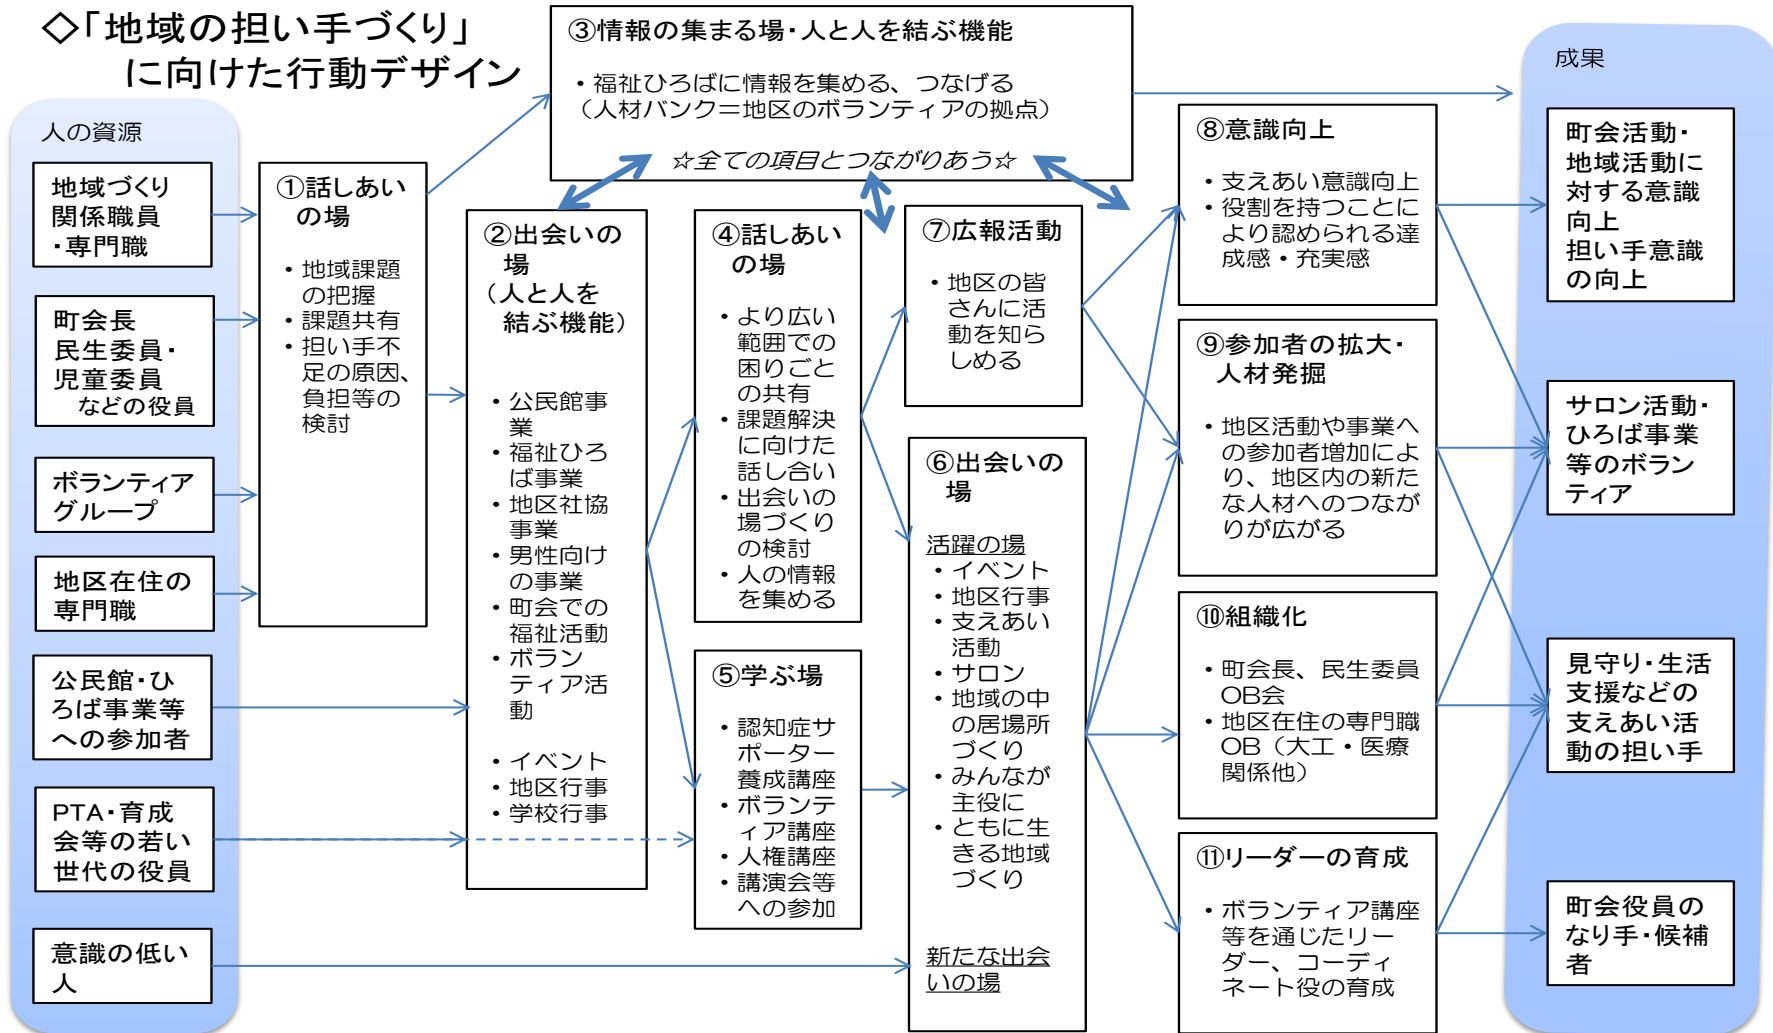 ◇「地域の担い手づくり」
に向けた行動デザイン
人の資源
地域づくり
関係職員
・専門職
町会長
民生委員・
児童委員
などの役員
ボランティア
グループ
地区在住の
専門職
公民館・ひ
ろば事業等
への参加者
PTA・育成
会等の若い
世代の役員
意識の低い
人
①話しあい
の場
・地域課題
の把握
・課題共有
・担い手不
足の原因、
負担等の
検討
②出会いの
場
（人と人を
結ぶ機能）
・公民館事
業
・福祉ひろ
ば事業
・地区社協
事業
・男性向け
の事業
・町会での
福祉活動
・ボラン
ティア活
動
・イベント
・地区行事
・学校行事
③情報の集まる場・人と人を結ぶ機能
・福祉ひろばに情報を集める、つなげる
（人材バンク＝地区のボランティアの拠点）
☆全ての項目とつながりあう☆
④話しあい
の場
・より広い
範囲での
困りごと
の共有
・課題解決
に向けた
話し合い
・出会いの
場づくり
の検討
・人の情報
を集める
⑤学ぶ場
・認知症サ
ポーター
養成講座
・ボランテ
ィア講座
・人権講座
・講演会等
への参加
⑦広報活動
・地区の皆
さんに活
動を知ら
しめる
⑥出会いの
場
活躍の場
・イベント
・地区行事
・支えあい
活動
・サロン
・地域の中
の居場所
づくり
・みんなが
主役に
・ともに生
きる地域
づくり
新たな出会
いの場
⑧意識向上
・支えあい意識向上
・役割を持つことに
より認められる達
成感・充実感
⑨参加者の拡大・
人材発掘
・地区活動や事業へ
の参加者増加によ
り、地区内の新た
な人材へのつなが
りが広がる
⑩組織化
・町会長、民生委員
OB会
・地区在住の専門職
OB（大工・医療
関係他）
⑪リーダーの育成
・ボランティア講座
等を通じたリー
ダー、コーディ
ネート役の育成
成果
町会活動・
地域活動に
対する意識
向上
担い手意識
の向上
サロン活動・
ひろば事業
等のボラン
ティア
見守り・生活
支援などの
支えあい活
動の担い手
町会役員の
なり手・候補
者